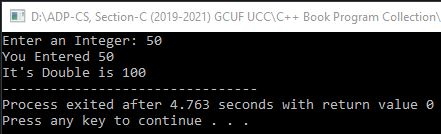 D:\ADP-CS, Section-C (2019-2021) GCUF UCC\C++ Book Program Collection\
Enter an Integer: 50
You Entered 50
It's Double is 100
--------------------------------
Process exited after 4.763 seconds with return value 0
Press any key to continue . . .